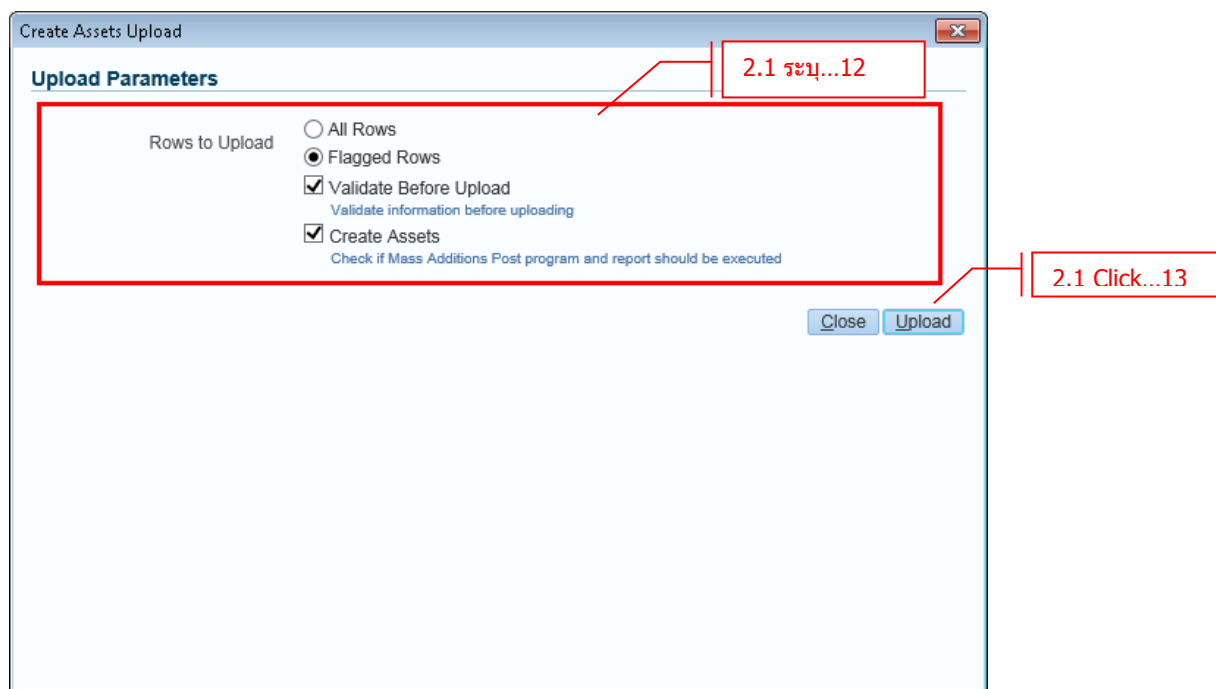 Create Assets Upload
Upload Parameters
2.1 ระบุ...12
Rows to Upload
All Rows
Flagged Rows
Validate Before Upload
Validate information before uploading
Create Assets
Check if Mass Additions Post program and report should be executed
2.1 Click...13
Close Upload